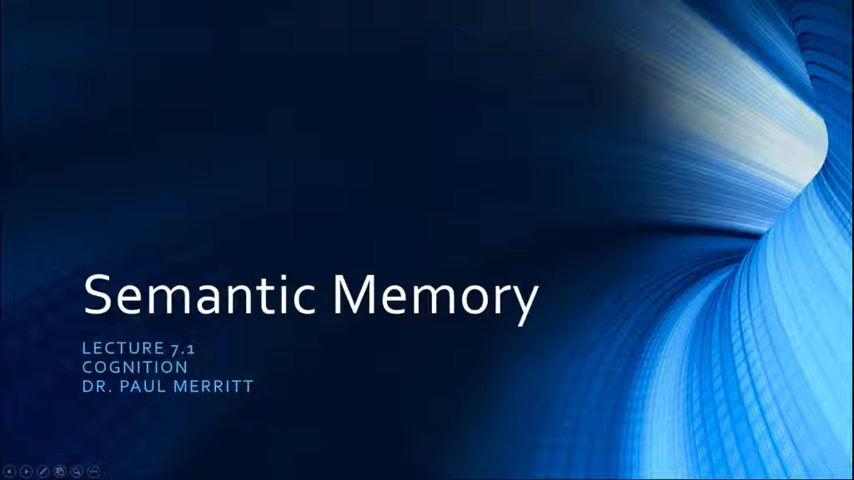 Semantic Memory
LECTURE 7.1
COGNITION
DR. PAUL MERRITT